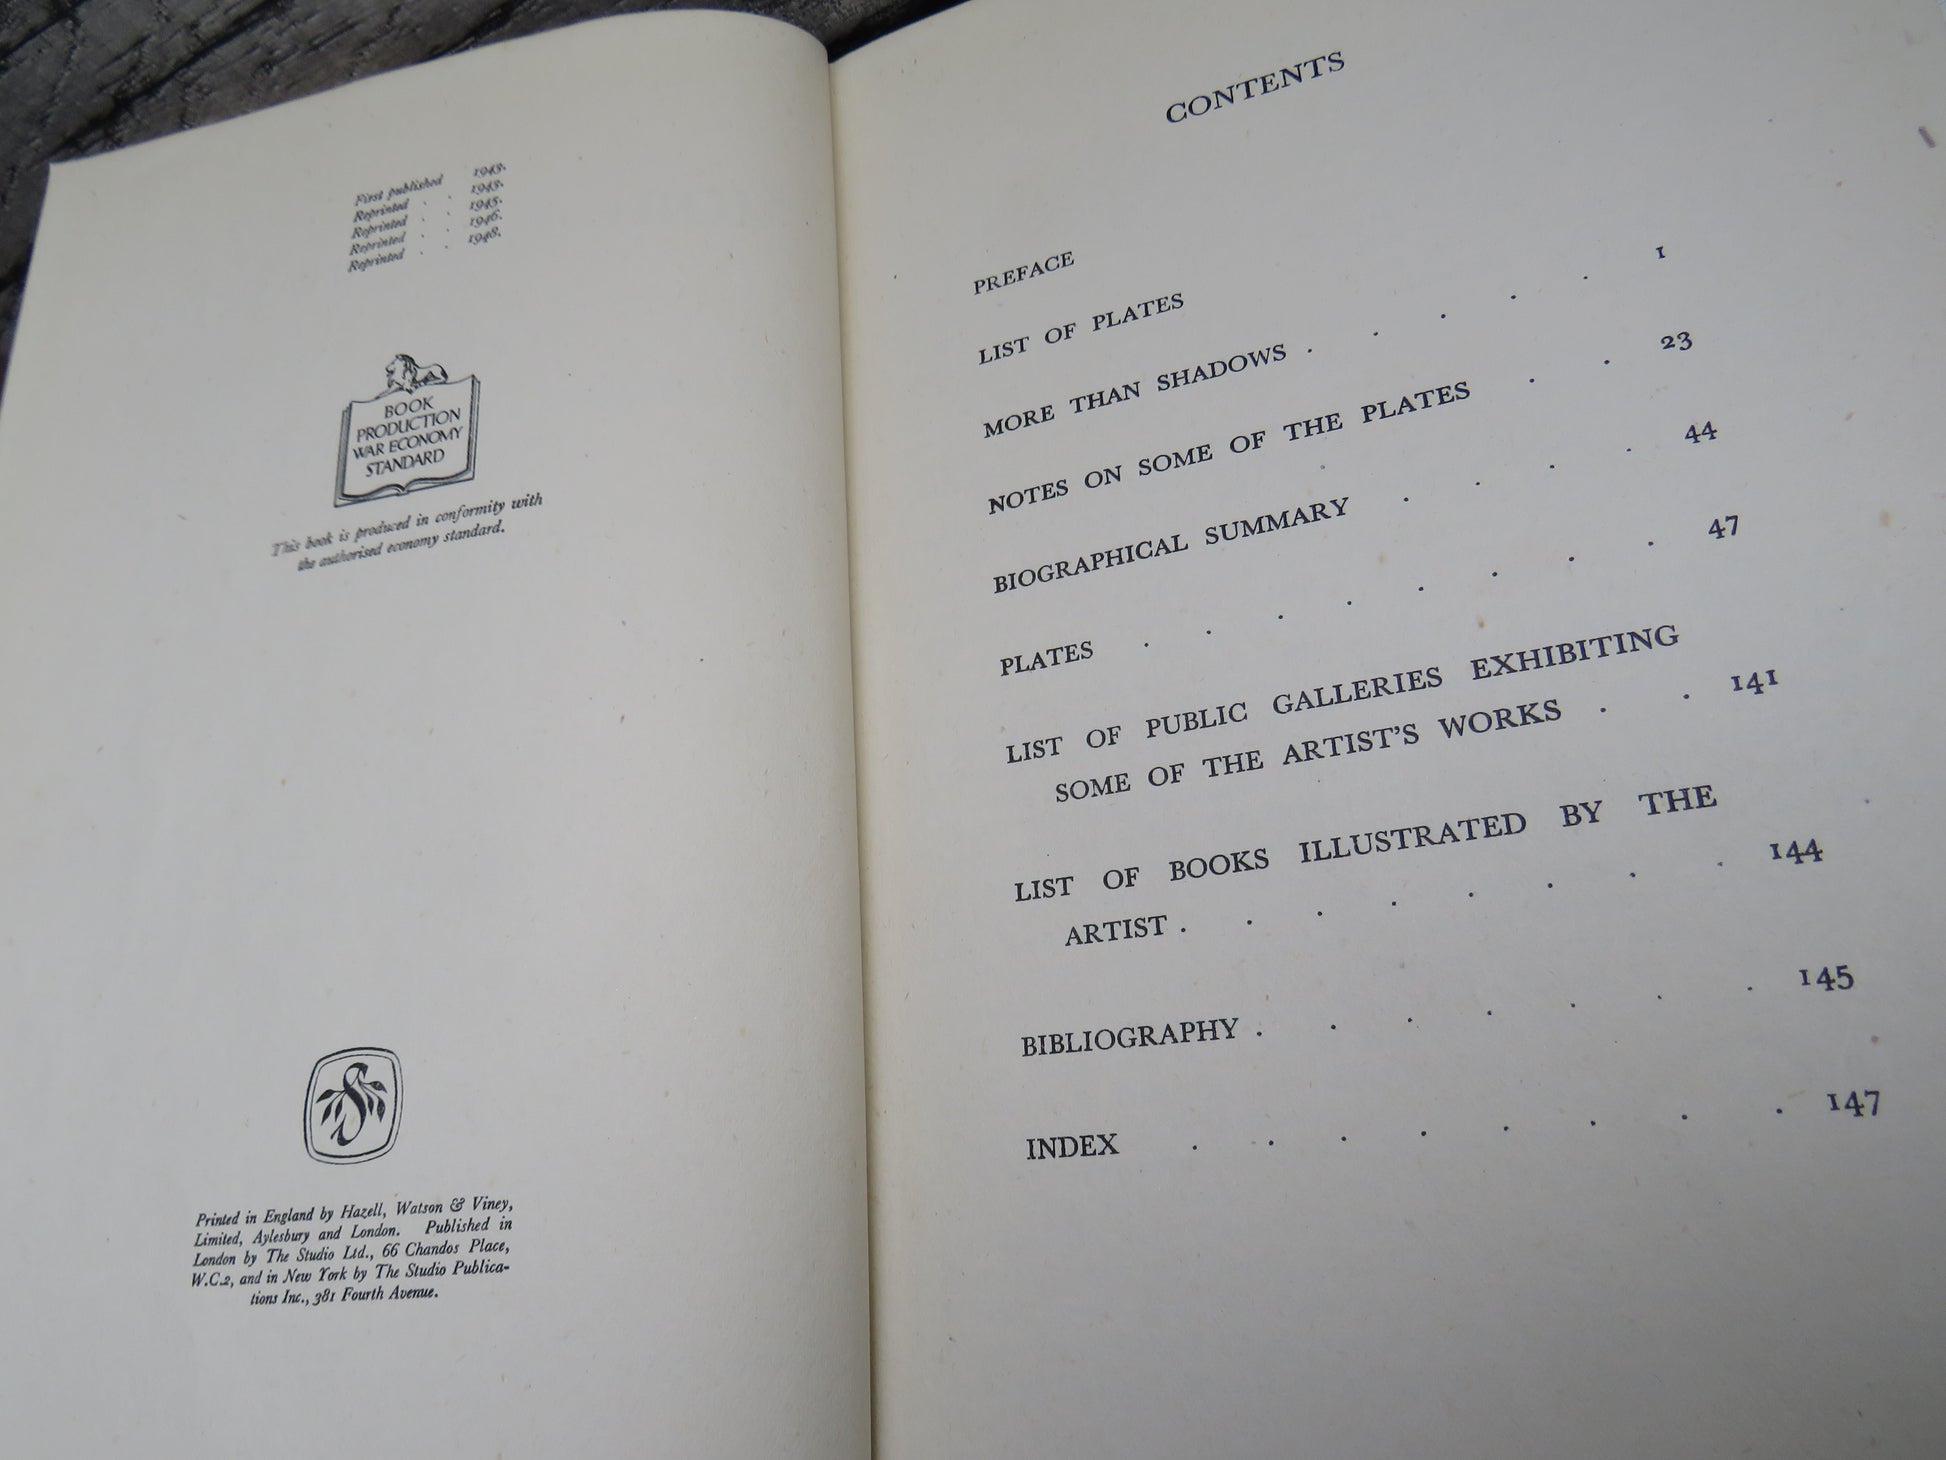 First published 1943.
Reprinted . . 1943.
Reprinted . . 1945.
Reprinted . . 1946.
Reprinted . . 1948.
BOOK
PRODUCTION
WAR ECONOMY
STANDARD
This book is produced in conformity with
the authorised economy standard.
Printed in England by Hazell, Watson & Viney,
Limited, Aylesbury and London. Published in
London by The Studio Ltd., 66 Chandos Place,
W.C.2, and in New York by The Studio Publica-
tions Inc., 381 Fourth Avenue.
CONTENTS
PREFACE
LIST OF PLATES
MORE THAN SHADOWS . . . . . 1
NOTES ON SOME OF THE PLATES . . 23
BIOGRAPHICAL SUMMARY . . . . 44
PLATES . . . . . . . . 47
LIST OF PUBLIC GALLERIES EXHIBITING
SOME OF THE ARTIST'S WORKS . . 141
LIST OF BOOKS ILLUSTRATED BY THE
ARTIST . . . . . . . . 144
BIBLIOGRAPHY . . . . . . . 145
INDEX . . . . . . . . 147